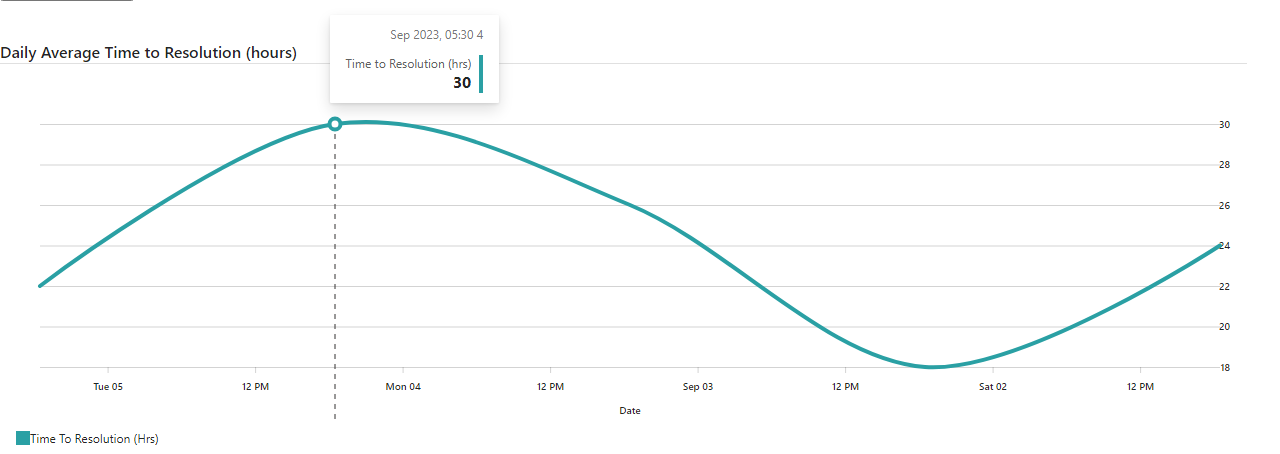 Sep 2023, 05:30 4
Daily Average Time to Resolution (hours)
Time to Resolution (hrs)
30
30
28
26
24
22
20
18
Tue 05
12 PM
Mon 04
12 PM
Sep 03
12 PM
Sat 02
12 PM
Date
Time To Resolution (Hrs)